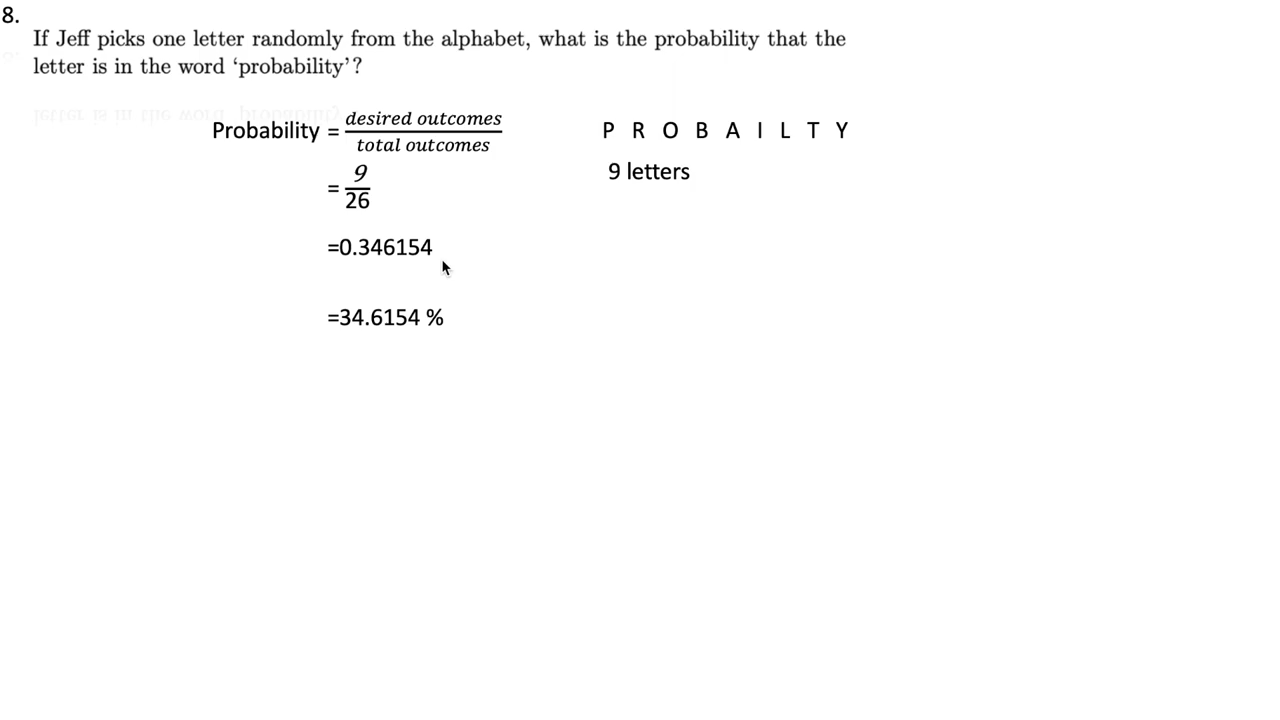 8.
If Jeff picks one letter randomly from the alphabet, what is the probability that the
letter is in the word ‘probability’?
Probability = desired outcomes / total outcomes
= 9 / 26
=0.346154
=34.6154 %
P R O B A I L T Y
9 letters